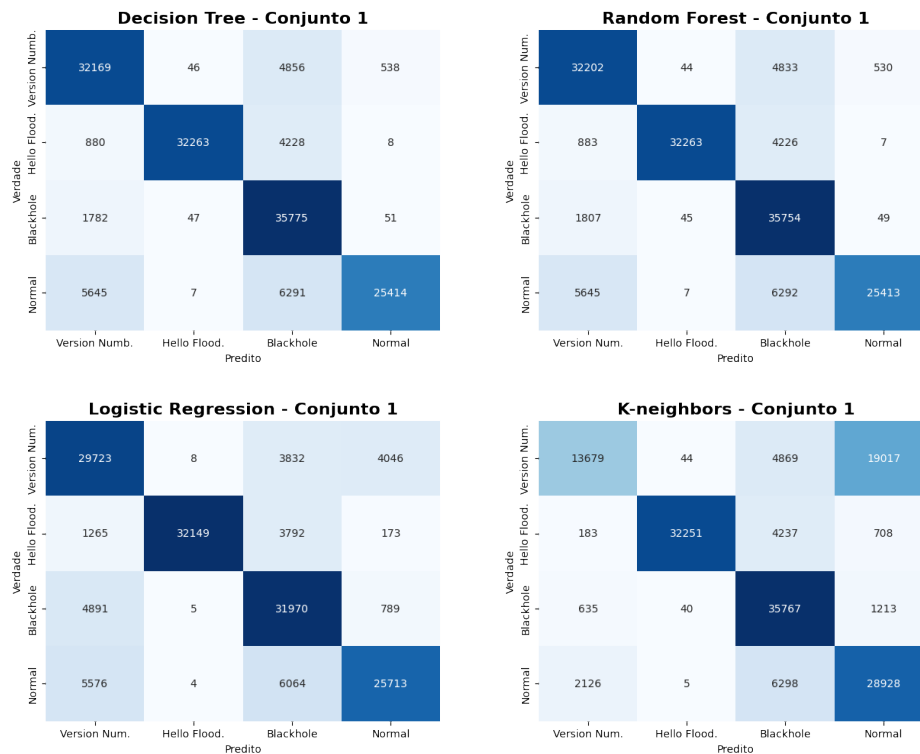 Decision Tree - Conjunto 1
Verdade
Version Numb.
32169 46 4856 538
Hello Flood.
880 32263 4228 8
Blackhole
1782 47 35775 51
Normal
5645 7 6291 25414
Version Numb. Hello Flood. Blackhole Normal
Predito
Random Forest - Conjunto 1
Verdade
Version Num.
32202 44 4833 530
Hello Flood.
883 32263 4226 7
Blackhole
1807 45 35754 49
Normal
5645 7 6292 25413
Version Num. Hello Flood. Blackhole Normal
Predito
Logistic Regression - Conjunto 1
Verdade
Version Num.
29723 8 3832 4046
Hello Flood.
1265 32149 3792 173
Blackhole
4891 5 31970 789
Normal
5576 4 6064 25713
Version Num. Hello Flood. Blackhole Normal
Predito
K-neighbors - Conjunto 1
Verdade
Version Num.
13679 44 4869 19017
Hello Flood.
183 32251 4237 708
Blackhole
635 40 35767 1213
Normal
2126 5 6298 28928
Version Num. Hello Flood. Blackhole Normal
Predito